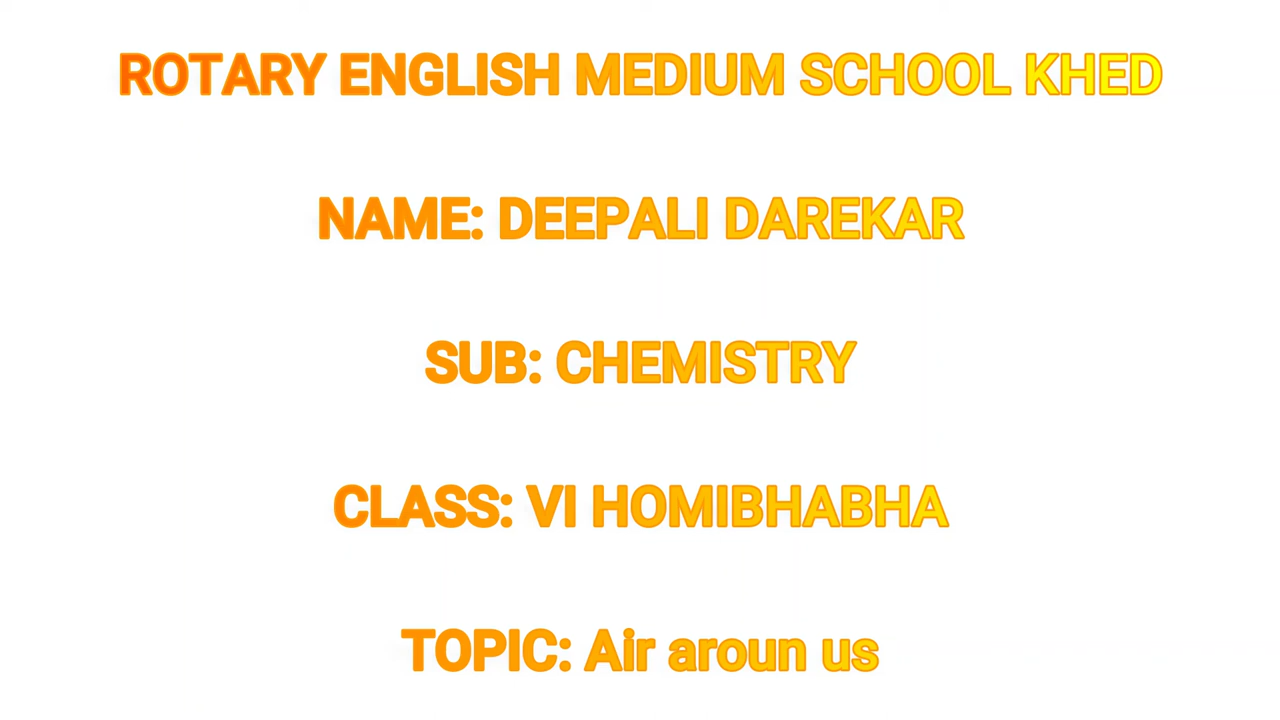 ROTARY ENGLISH MEDIUM SCHOOL KHED
NAME: DEEPALI DAREKAR
SUB: CHEMISTRY
CLASS: VI HOMIBHABHA
TOPIC: Air aroun us